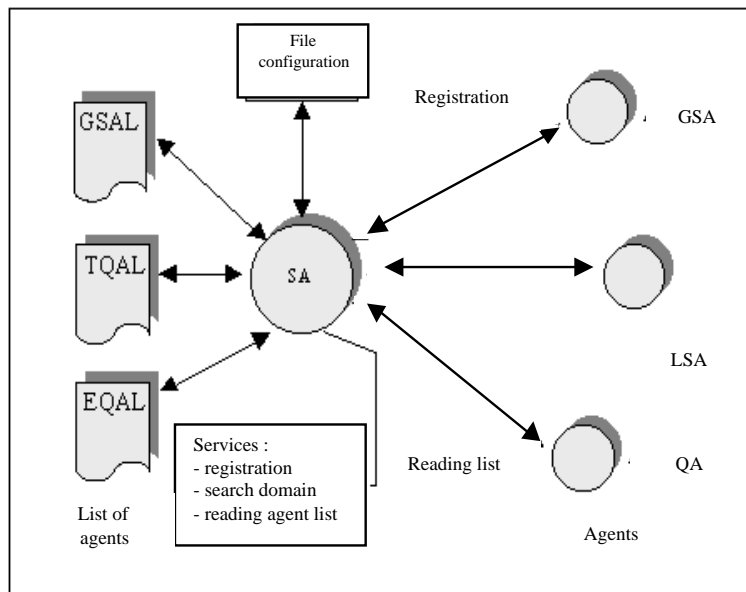 File
configuration
Registration
GSAL
GSA
TQAL
SA
LSA
EQAL
Services :
- registration
- search domain
- reading agent list
Reading list
QA
List of
agents
Agents